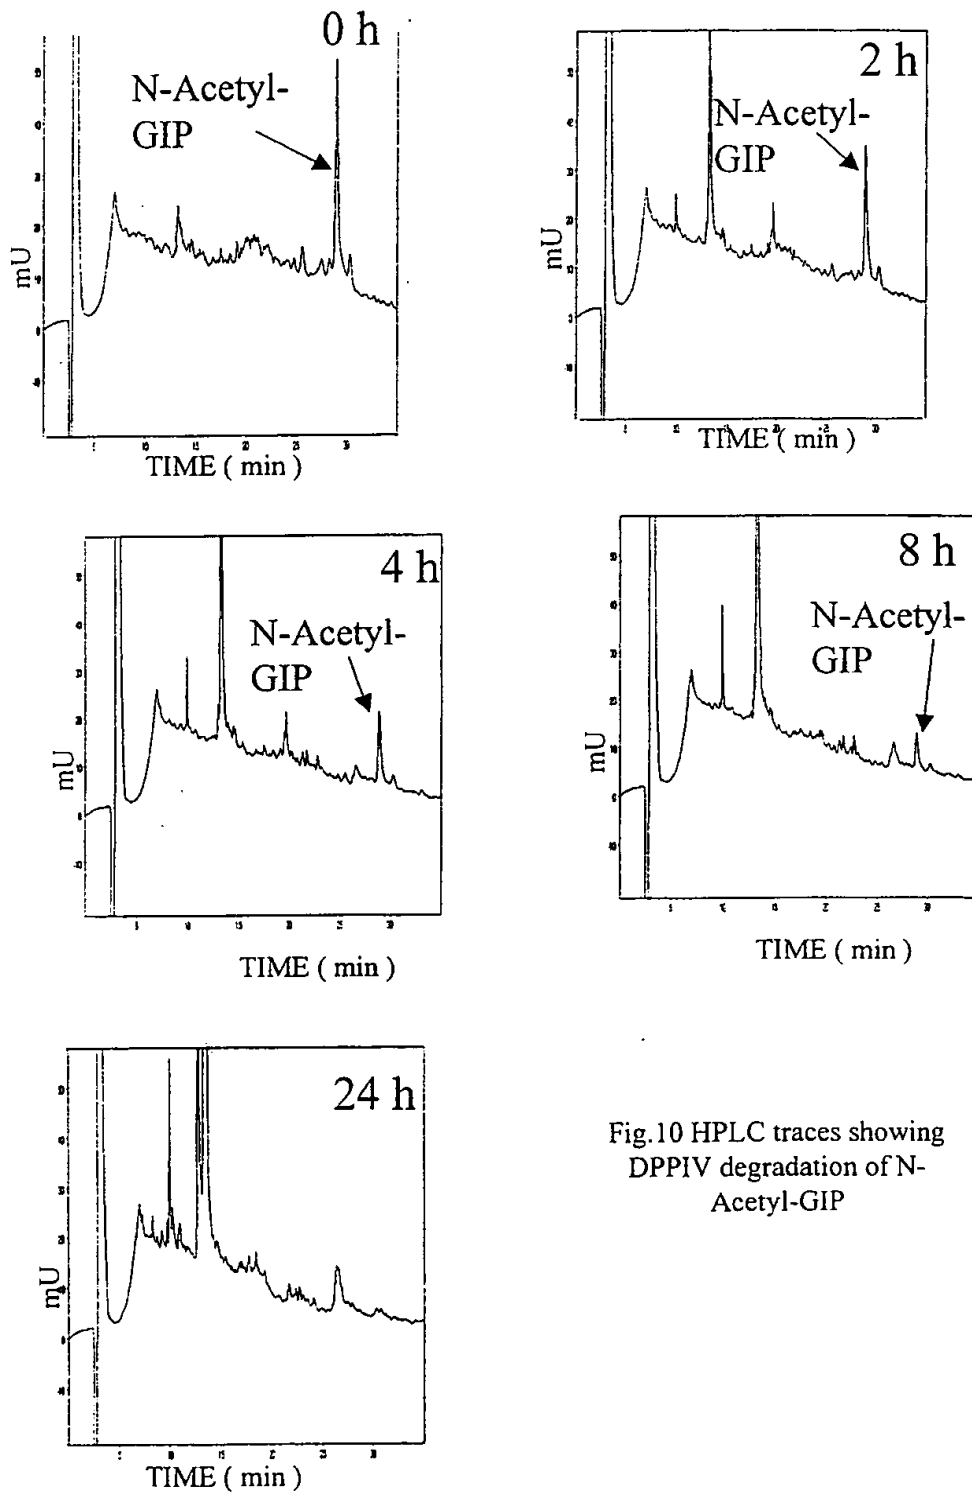 0 h
N-Acetyl-
GIP
mU
TIME ( min )
2 h
N-Acetyl-
GIP
mU
TIME ( min )
4 h
N-Acetyl-
GIP
mU
TIME ( min )
8 h
N-Acetyl-
GIP
mU
TIME ( min )
24 h
mU
TIME ( min )
Fig.10 HPLC traces showing
DPPIV degradation of N-
Acetyl-GIP